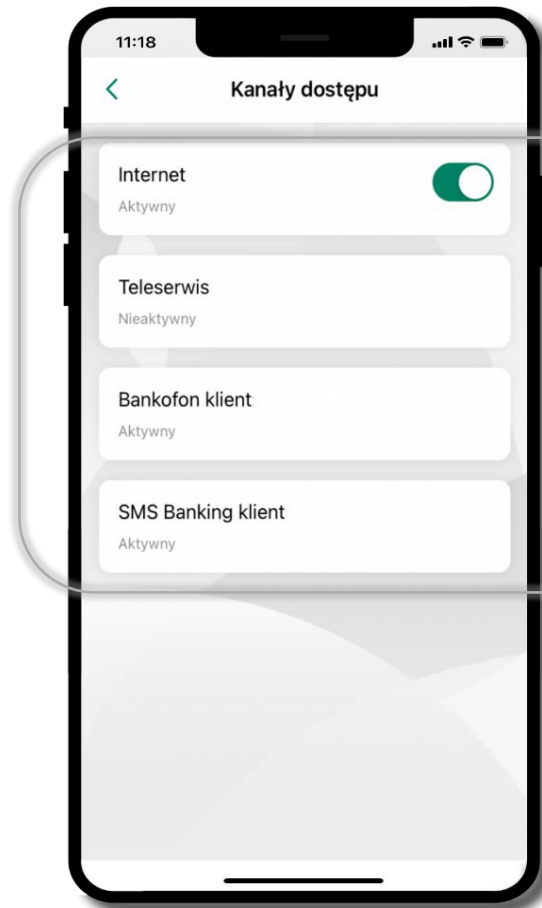 11:18
Kanały dostępu
Internet
Aktywny
Teleserwis
Nieaktywny
Bankofon klient
Aktywny
SMS Banking klient
Aktywny